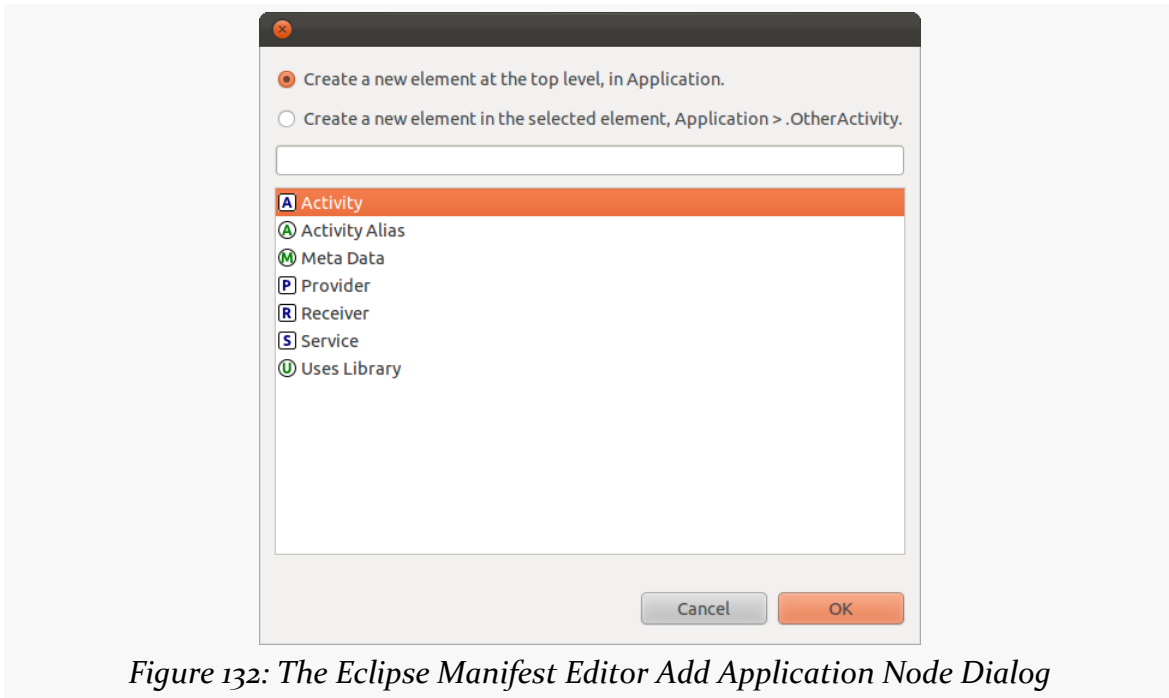 Create a new element at the top level, in Application.
Create a new element in the selected element, Application > .OtherActivity.
A Activity
A Activity Alias
M Meta Data
P Provider
R Receiver
S Service
U Uses Library
Cancel OK
Figure 132: The Eclipse Manifest Editor Add Application Node Dialog